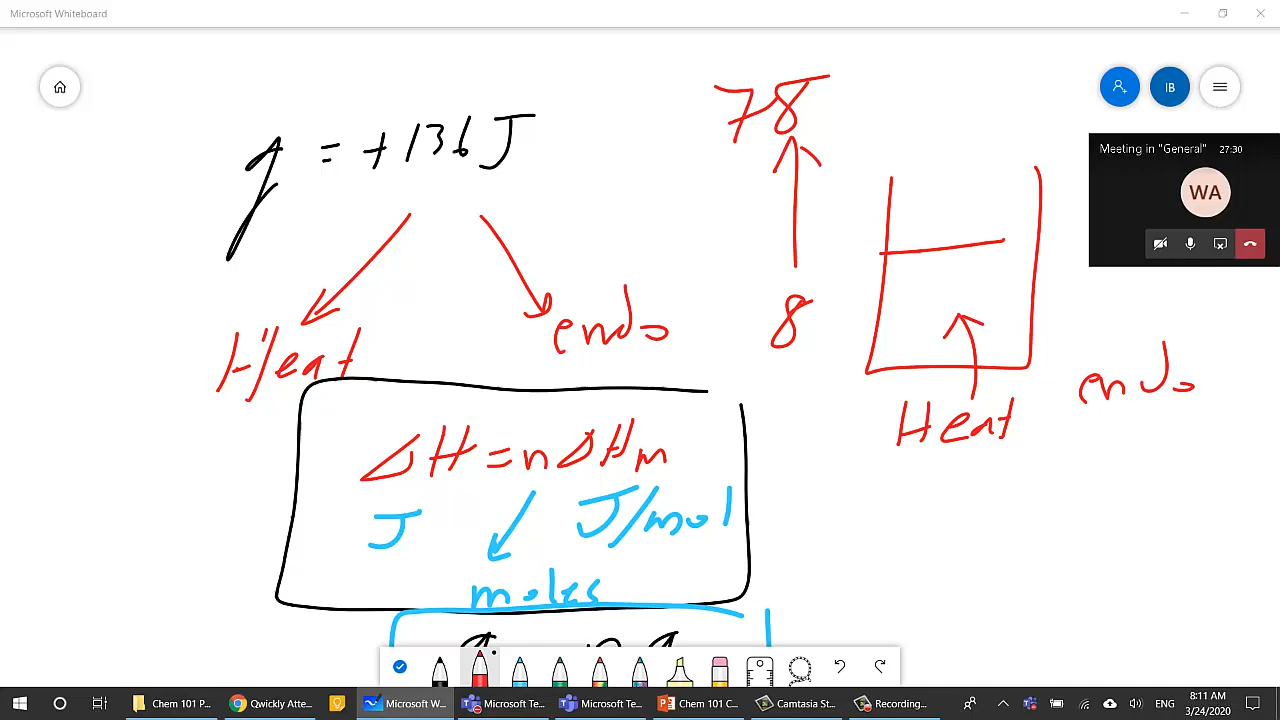 Microsoft Whiteboard
IB
q = +136 J
78
8
Meeting in "General" 27:30
WA
Heat
endo
Heat
endo
ΔH = nΔHm
J
J/mol
moles
Chem 101 P...
Qwickly Atte...
Microsoft W...
Microsoft Te...
Microsoft Te...
Chem 101 C...
Camtasia St...
Recording...
ENG
8:11 AM
3/24/2020